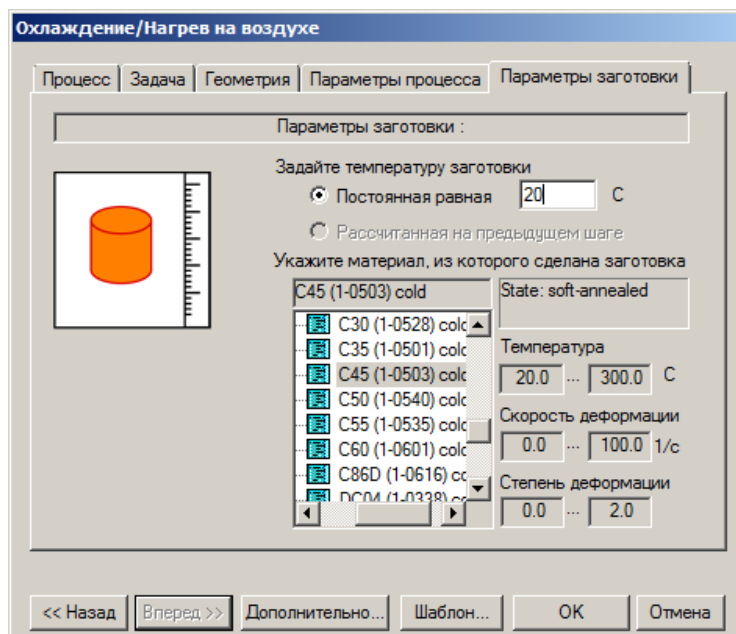 Охлаждение/Нагрев на воздухе
Процесс Задача Геометрия Параметры процесса Параметры заготовки
Параметры заготовки :
Задайте температуру заготовки
Постоянная равная 20 C
Рассчитанная на предыдущем шаге
Укажите материал, из которого сделана заготовка
C45 (1-0503) cold
State: soft-annealed
C30 (1-0528) cold
C35 (1-0501) cold
C45 (1-0503) cold
C50 (1-0540) cold
C55 (1-0535) cold
C60 (1-0601) cold
C86D (1-0616) co
DC04 (1-0338) co
Температура
20.0 ... 300.0 C
Скорость деформации
0.0 ... 100.0 1/c
Степень деформации
0.0 ... 2.0
<< Назад Вперед >> Дополнительно... Шаблон... OK Отмена